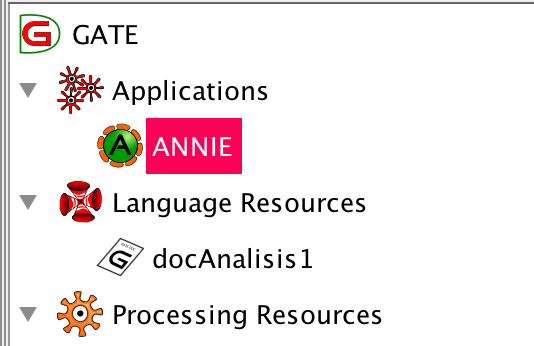 GATE
Applications
ANNIE
Language Resources
docAnalisis1
Processing Resources